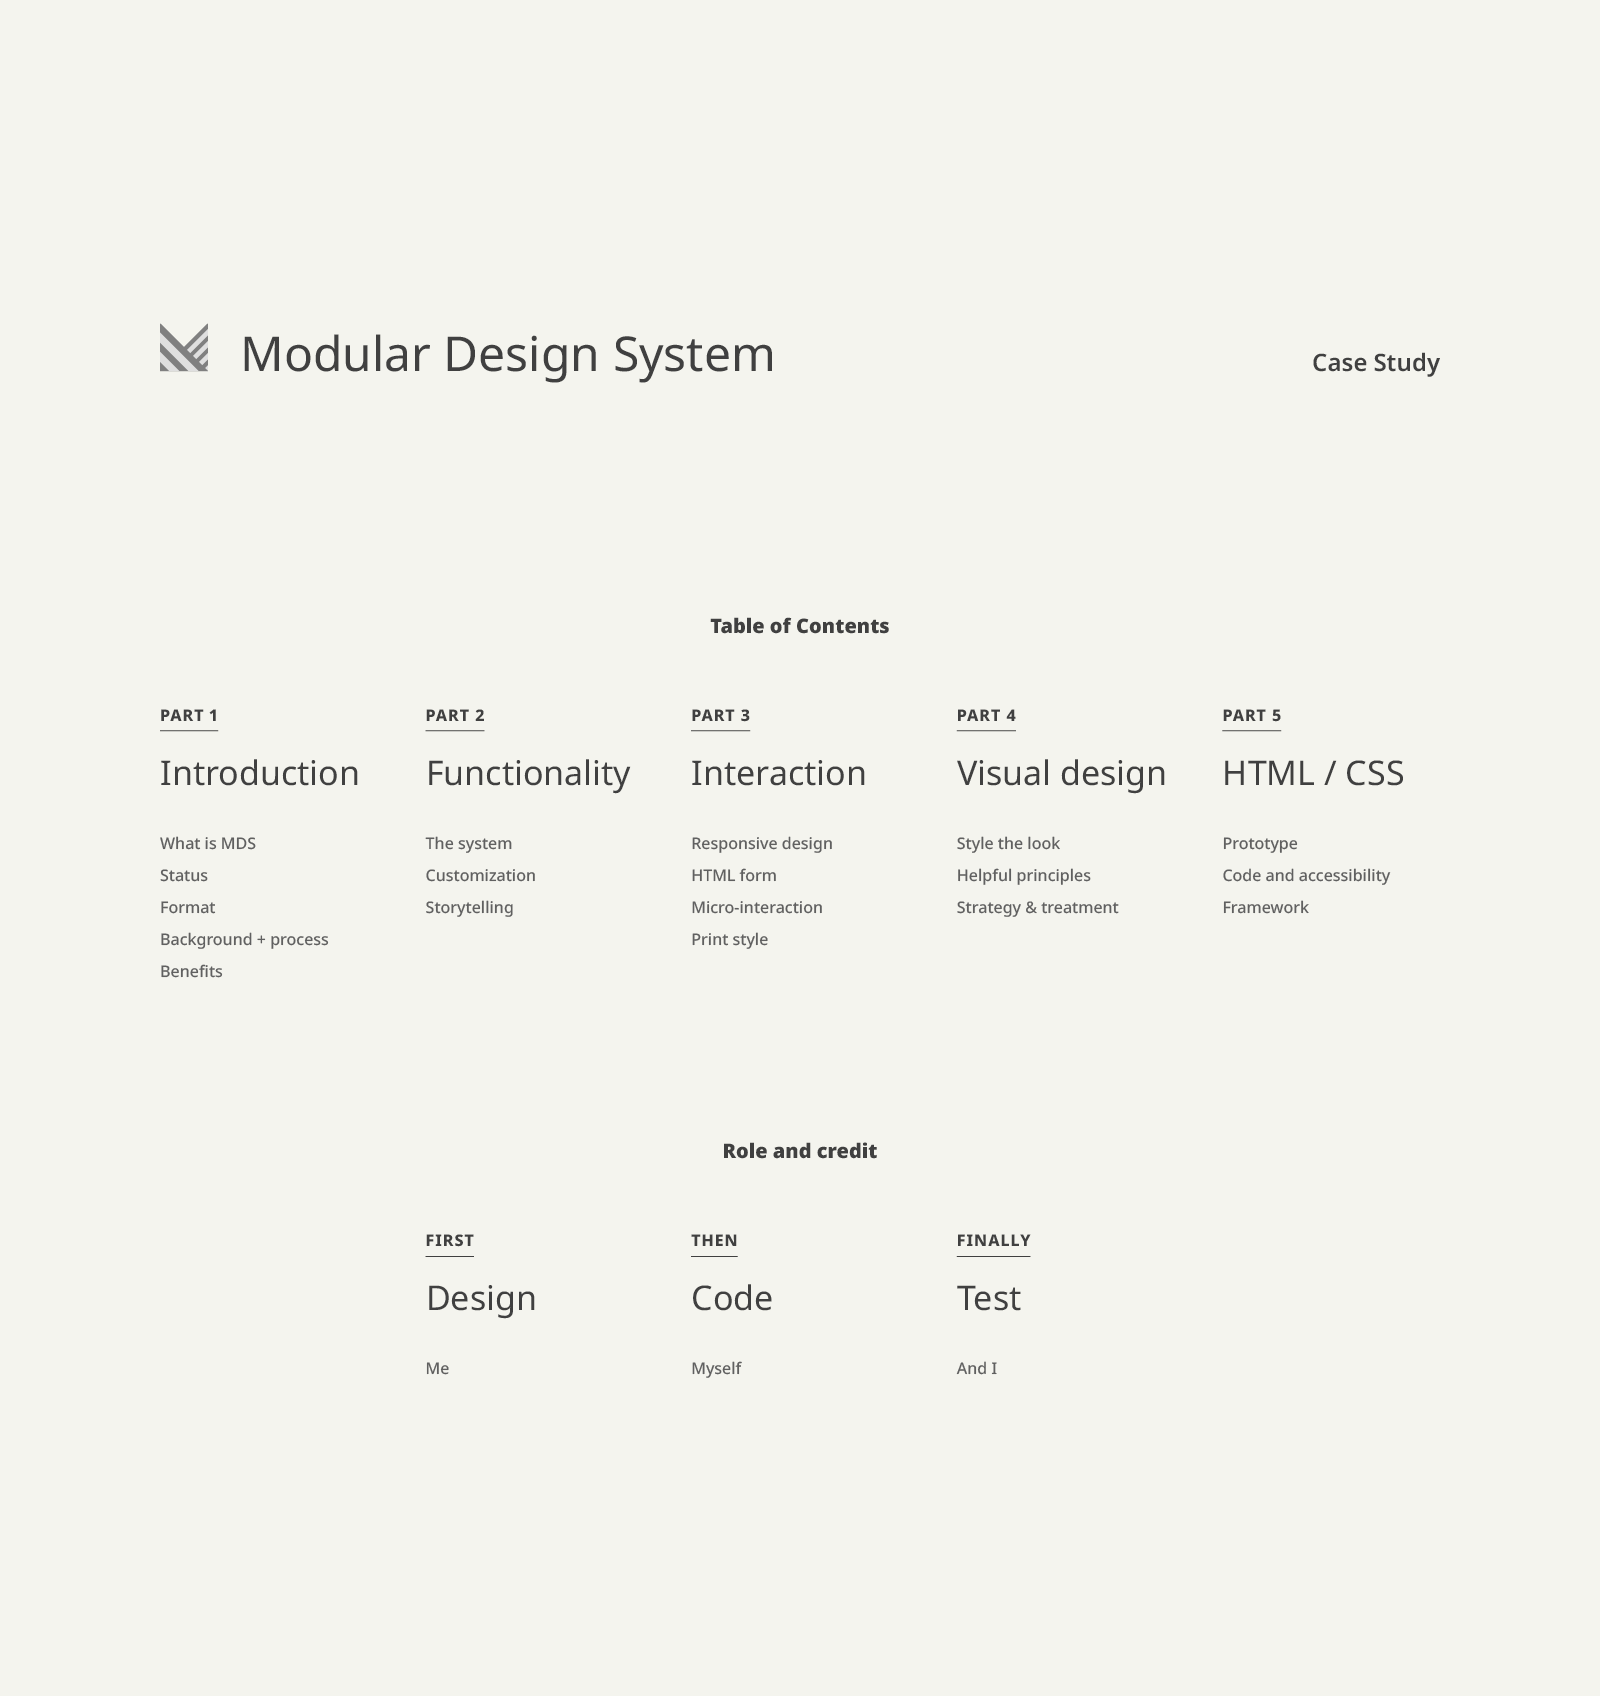 Modular Design System
Case Study
Table of Contents
PART 1
Introduction
What is MDS
Status
Format
Background + process
Benefits
PART 2
Functionality
The system
Customization
Storytelling
PART 3
Interaction
Responsive design
HTML form
Micro-interaction
Print style
PART 4
Visual design
Style the look
Helpful principles
Strategy & treatment
PART 5
HTML / CSS
Prototype
Code and accessibility
Framework
Role and credit
FIRST
Design
Me
THEN
Code
Myself
FINALLY
Test
And I